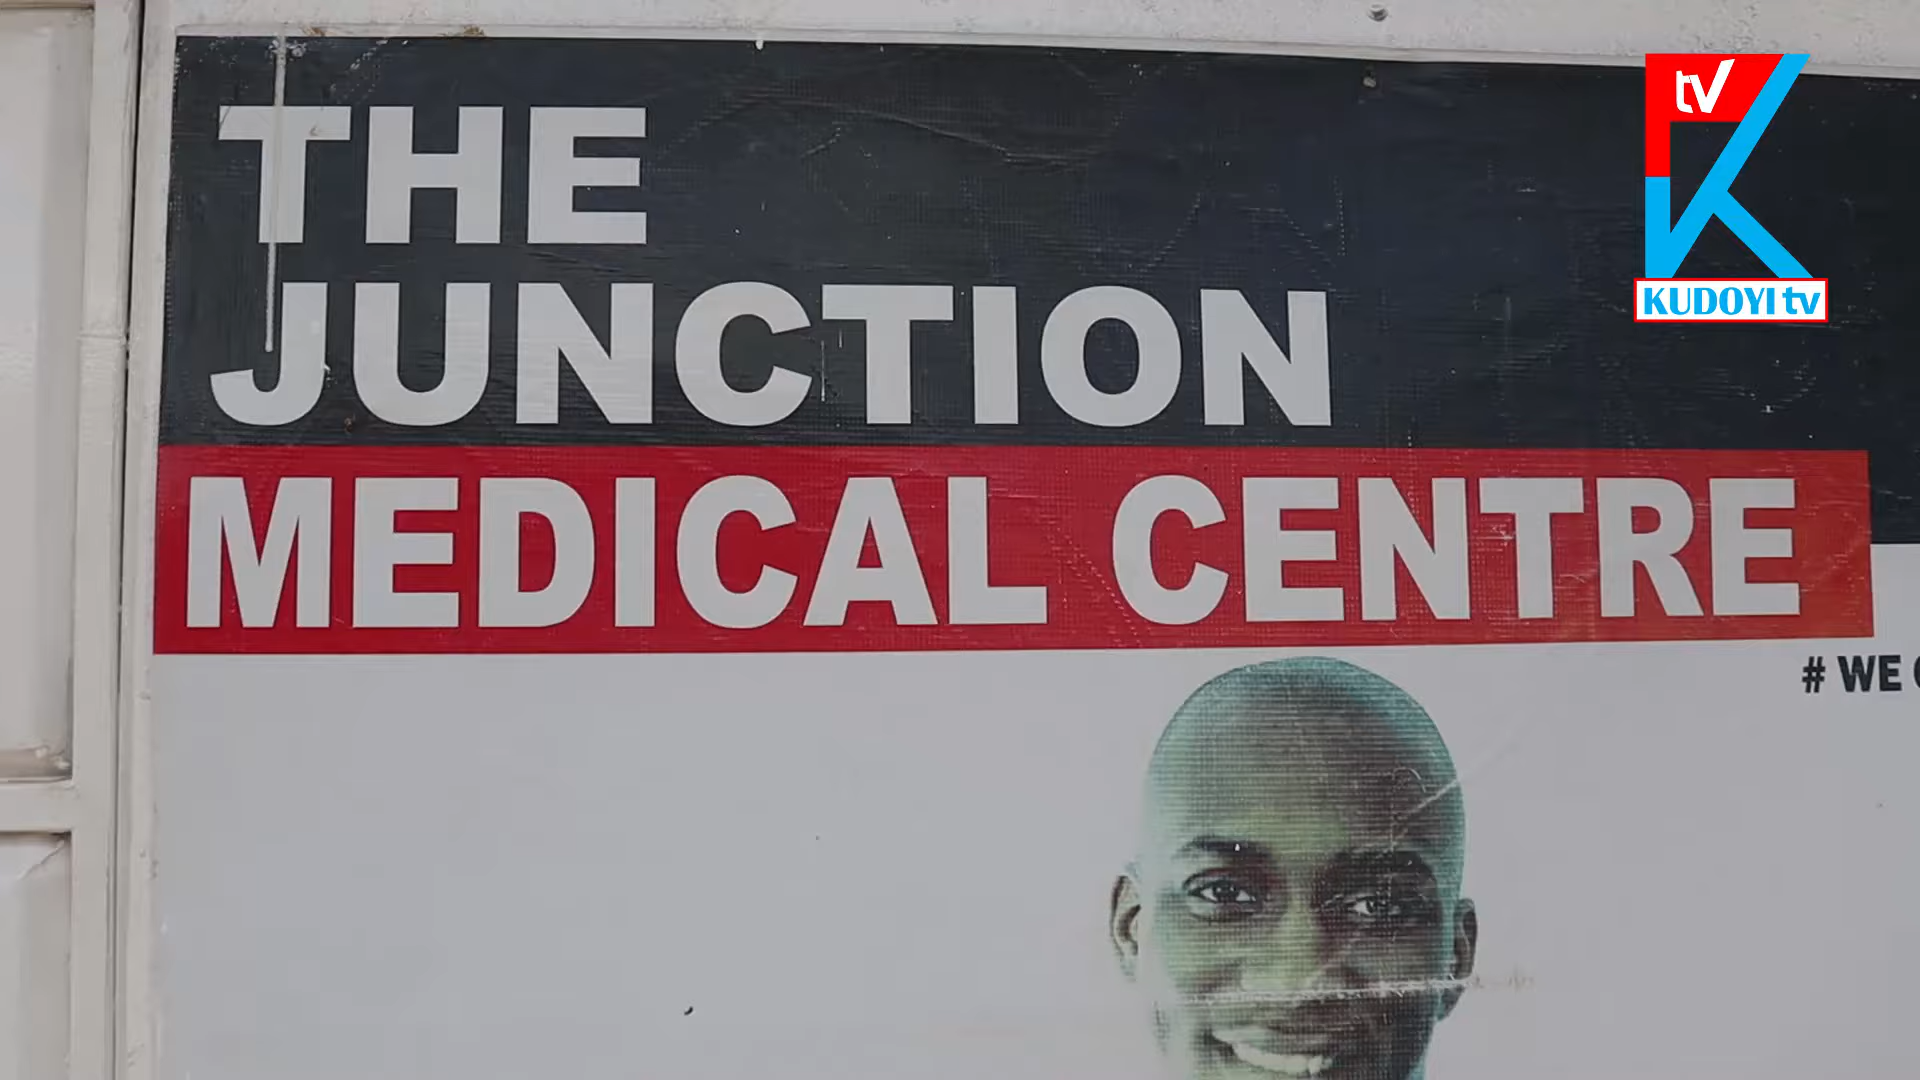 THE
JUNCTION
MEDICAL CENTRE
# WE
tv
KUDOYI tv